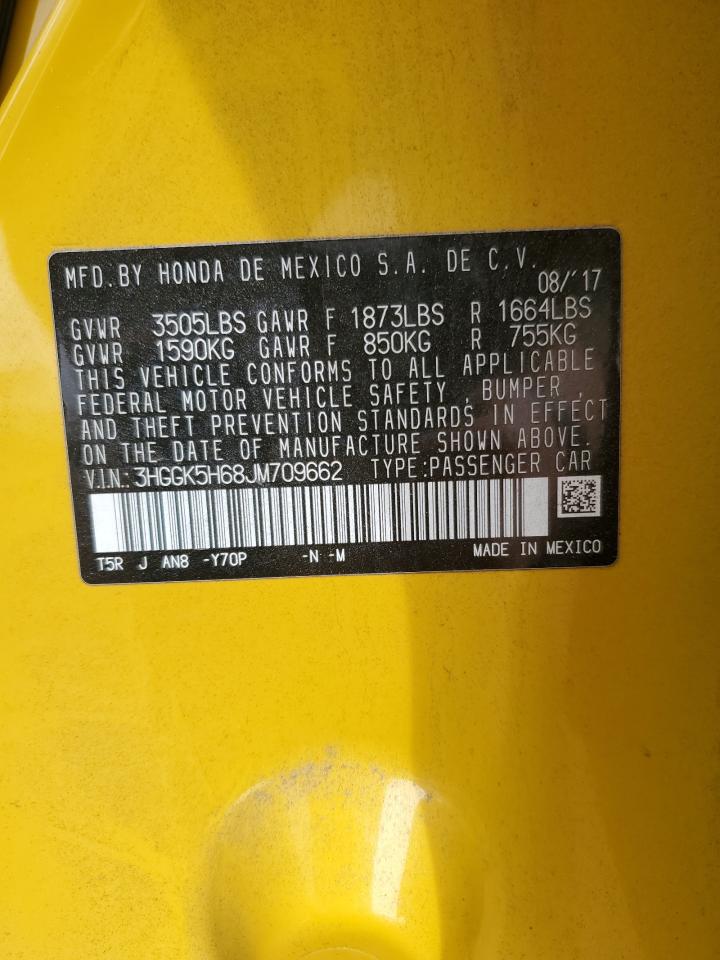 MFD.BY HONDA DE MEXICO S.A. DE C.V.
08/'17
GVWR 3505LBS GAWR F 1873LBS R 1664LBS
GVWR 1590KG GAWR F 850KG R 755KG
THIS VEHICLE CONFORMS TO ALL APPLICABLE
FEDERAL MOTOR VEHICLE SAFETY , BUMPER ,
AND THEFT PREVENTION STANDARDS IN EFFECT
ON THE DATE OF MANUFACTURE SHOWN ABOVE.
V.I.N.:3HGGK5H68JM709662 TYPE:PASSENGER CAR
T5R J AN8 -Y70P -N -M MADE IN MEXICO